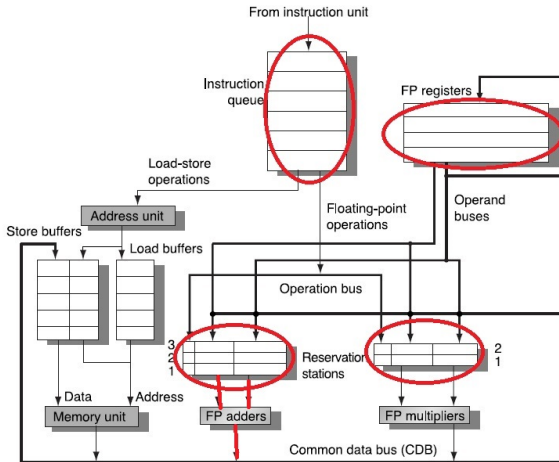 From instruction unit
Instruction
queue
FP registers
Load-store
operations
Address unit
Floating-point
operations
Operand
buses
Store buffers
Load buffers
Operation bus
3
2
1
Reservation
stations
2
1
Data
Address
Memory unit
FP adders
FP multipliers
Common data bus (CDB)